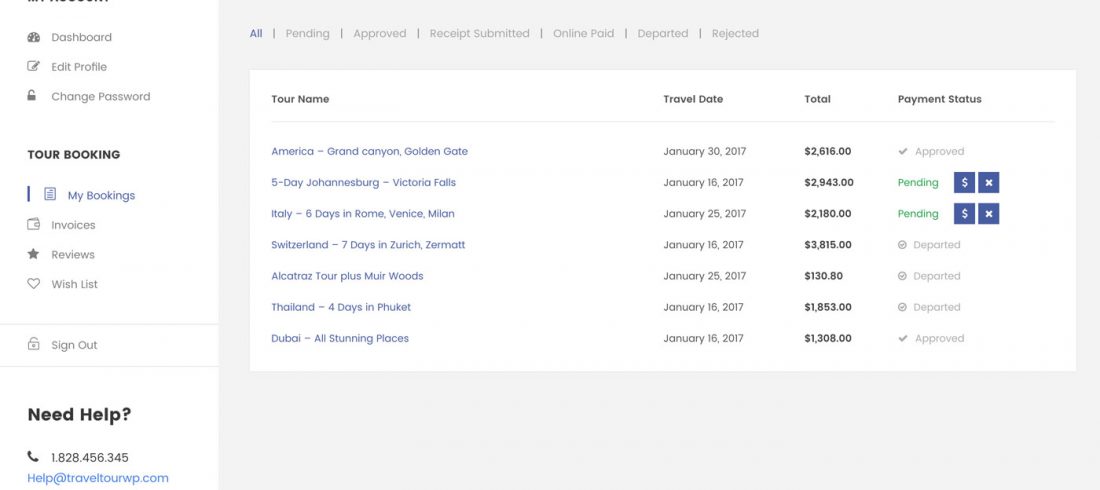 MY ACCOUNT
Dashboard
Edit Profile
Change Password
TOUR BOOKING
My Bookings
Invoices
Reviews
Wish List
Sign Out
Need Help?
1.828.456.345
Help@traveltourwp.com
All | Pending | Approved | Receipt Submitted | Online Paid | Departed | Rejected
Tour Name Travel Date Total Payment Status
America – Grand canyon, Golden Gate January 30, 2017 $2,616.00 Approved
5-Day Johannesburg – Victoria Falls January 16, 2017 $2,943.00 Pending $ ×
Italy – 6 Days in Rome, Venice, Milan January 25, 2017 $2,180.00 Pending $ ×
Switzerland – 7 Days in Zurich, Zermatt January 16, 2017 $3,815.00 Departed
Alcatraz Tour plus Muir Woods January 25, 2017 $130.80 Departed
Thailand – 4 Days in Phuket January 16, 2017 $1,853.00 Departed
Dubai – All Stunning Places January 16, 2017 $1,308.00 Approved